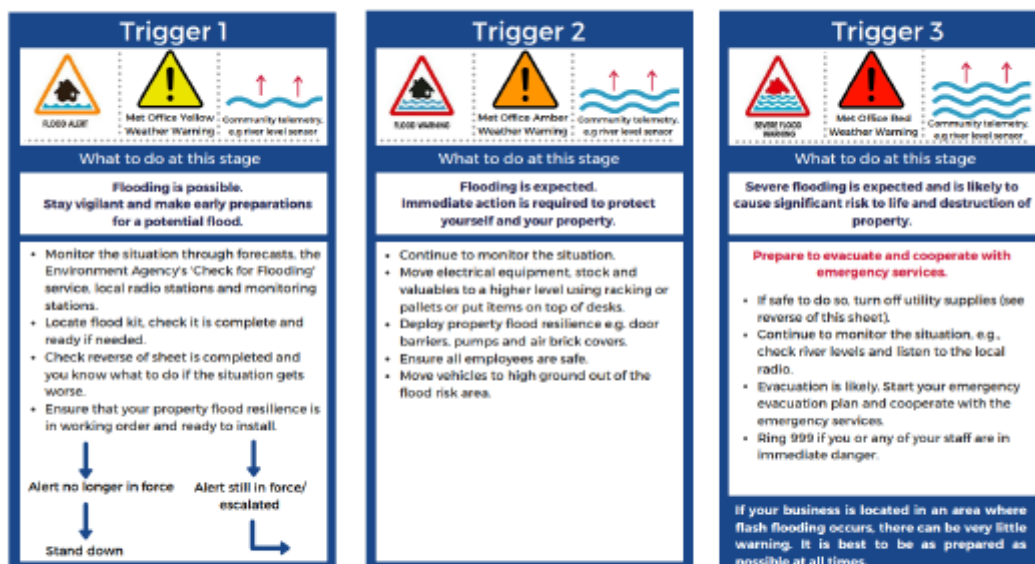 Trigger 1
FLOOD ALERT
Met Office Yellow
Weather Warning
Community telemetry,
e.g river level sensor
What to do at this stage
Flooding is possible.
Stay vigilant and make early preparations
for a potential flood.
• Monitor the situation through forecasts, the
Environment Agency's 'Check for Flooding'
service, local radio stations and monitoring
stations.
• Locate flood kit, check it is complete and
ready if needed.
• Check reverse of sheet is completed and
you know what to do if the situation gets
worse.
• Ensure that your property flood resilience is
in working order and ready to install.
Alert no longer in force
Stand down
Alert still in force/
escalated
Trigger 2
FLOOD WARNING
Met Office Amber
Weather Warning
Community telemetry,
e.g river level sensor
What to do at this stage
Flooding is expected.
Immediate action is required to protect
yourself and your property.
• Continue to monitor the situation.
• Move electrical equipment, stock and
valuables to a higher level using racking or
pallets or put items on top of desks.
• Deploy property flood resilience e.g. door
barriers, pumps and air brick covers.
• Ensure all employees are safe.
• Move vehicles to high ground out of the
flood risk area.
Trigger 3
SEVERE FLOOD
WARNING
Met Office Red
Weather Warning
Community telemetry,
e.g river level sensor
What to do at this stage
Severe flooding is expected and is likely to
cause significant risk to life and destruction of
property.
Prepare to evacuate and cooperate with
emergency services.
• If safe to do so, turn off utility supplies (see
reverse of this sheet).
• Continue to monitor the situation, e.g.,
check river levels and listen to the local
radio.
• Evacuation is likely. Start your emergency
evacuation plan and cooperate with the
emergency services.
• Ring 999 if you or any of your staff are in
immediate danger.
If your business is located in an area where
flash flooding occurs, there can be very little
warning. It is best to be as prepared as
possible at all times.